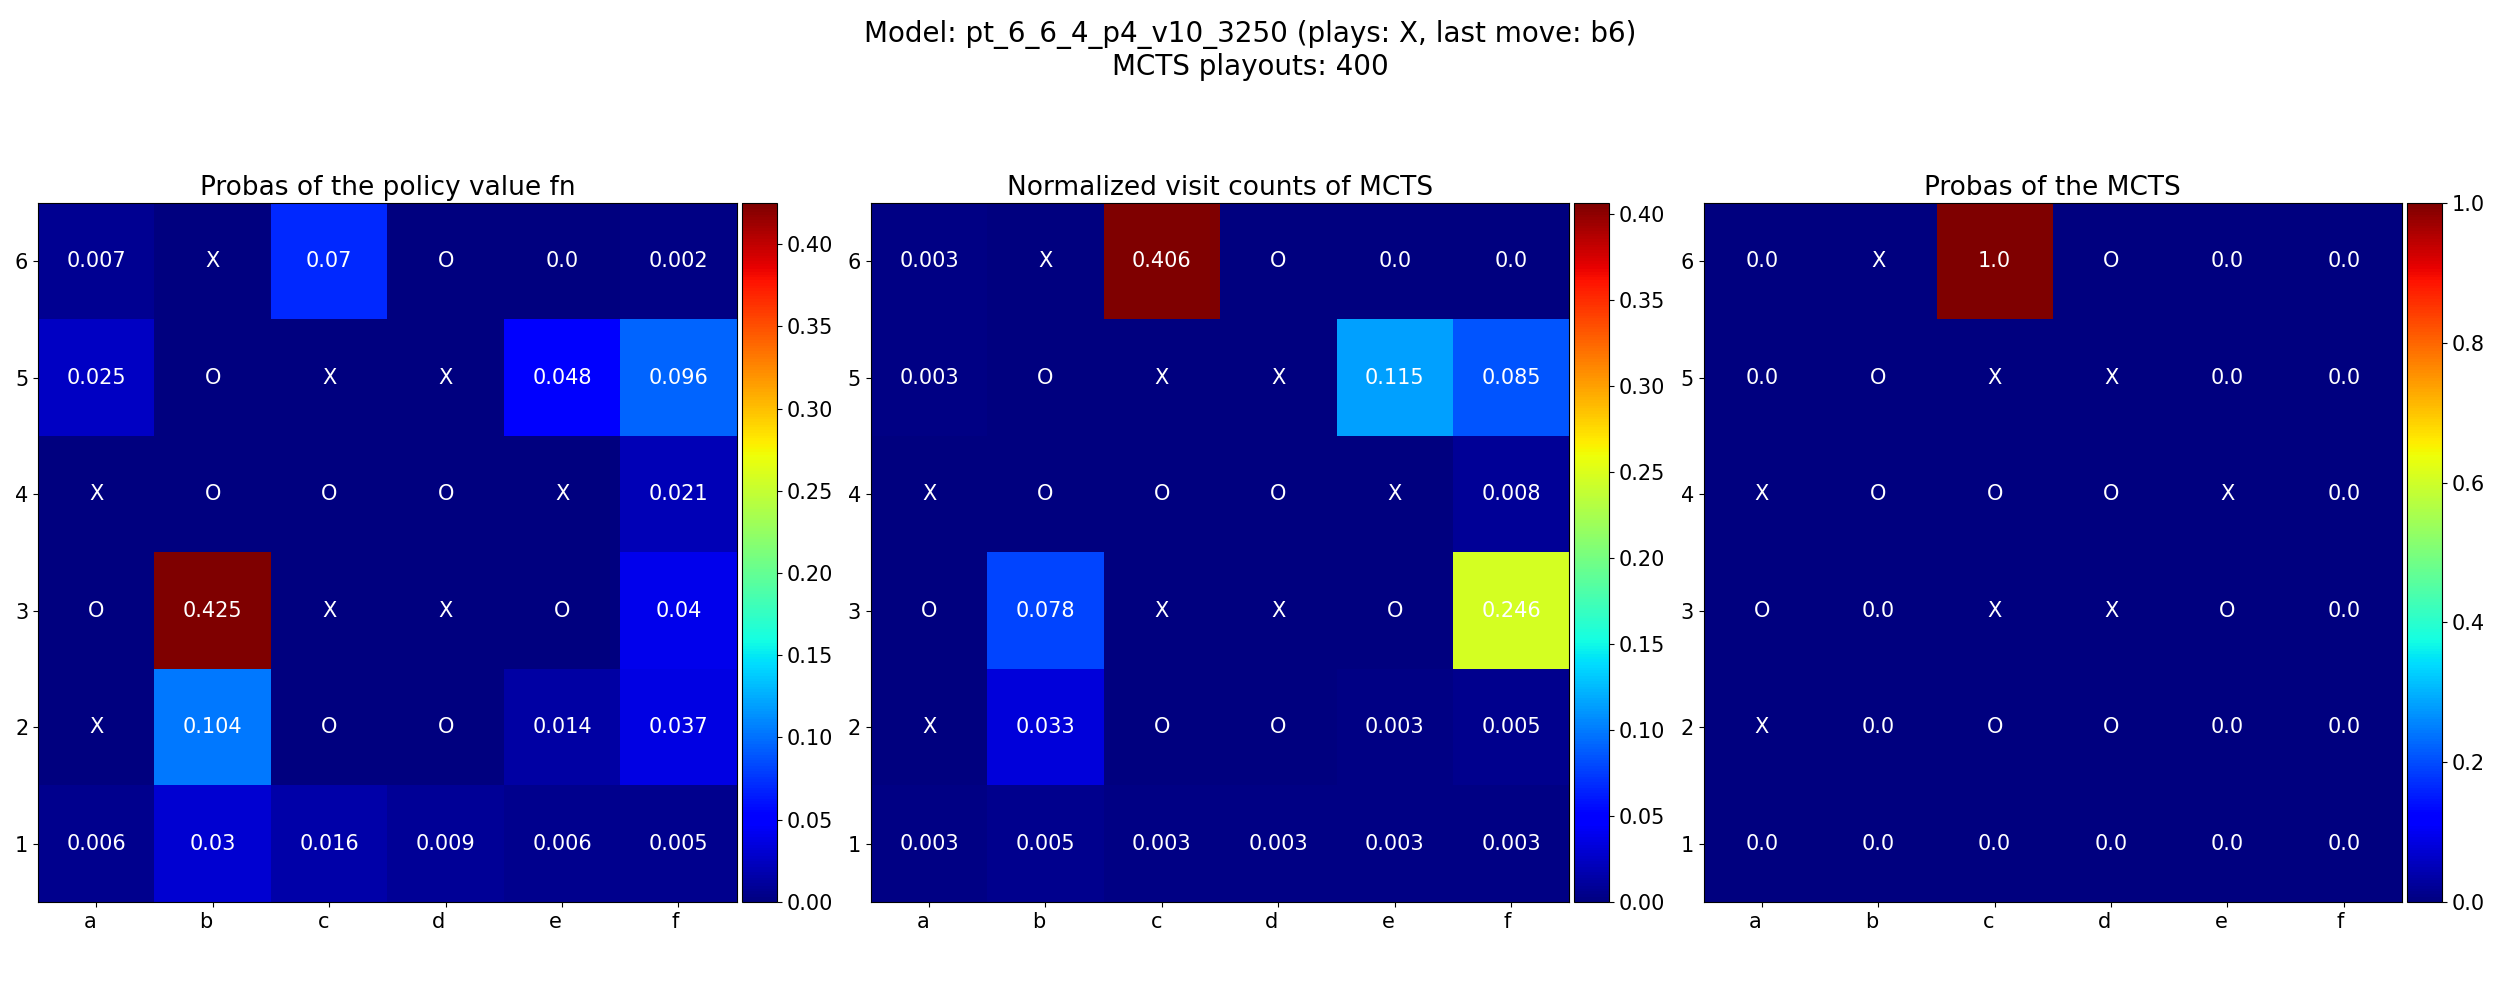 Model: pt_6_6_4_p4_v10_3250 (plays: X, last move: b6)
MCTS playouts: 400
Probas of the policy value fn
6 0.007 X 0.07 O 0.0 0.002
5 0.025 O X X 0.048 0.096
4 X O O O X 0.021
3 O 0.425 X X O 0.04
2 X 0.104 O O 0.014 0.037
1 0.006 0.03 0.016 0.009 0.006 0.005
a b c d e f
0.40
0.35
0.30
0.25
0.20
0.15
0.10
0.05
0.00
Normalized visit counts of MCTS
6 0.003 X 0.406 O 0.0 0.0
5 0.003 O X X 0.115 0.085
4 X O O O X 0.008
3 O 0.078 X X O 0.246
2 X 0.033 O O 0.003 0.005
1 0.003 0.005 0.003 0.003 0.003 0.003
a b c d e f
0.40
0.35
0.30
0.25
0.20
0.15
0.10
0.05
0.00
Probas of the MCTS
6 0.0 X 1.0 O 0.0 0.0
5 0.0 O X X 0.0 0.0
4 X O O O X 0.0
3 O 0.0 X X O 0.0
2 X 0.0 O O 0.0 0.0
1 0.0 0.0 0.0 0.0 0.0 0.0
a b c d e f
1.0
0.8
0.6
0.4
0.2
0.0